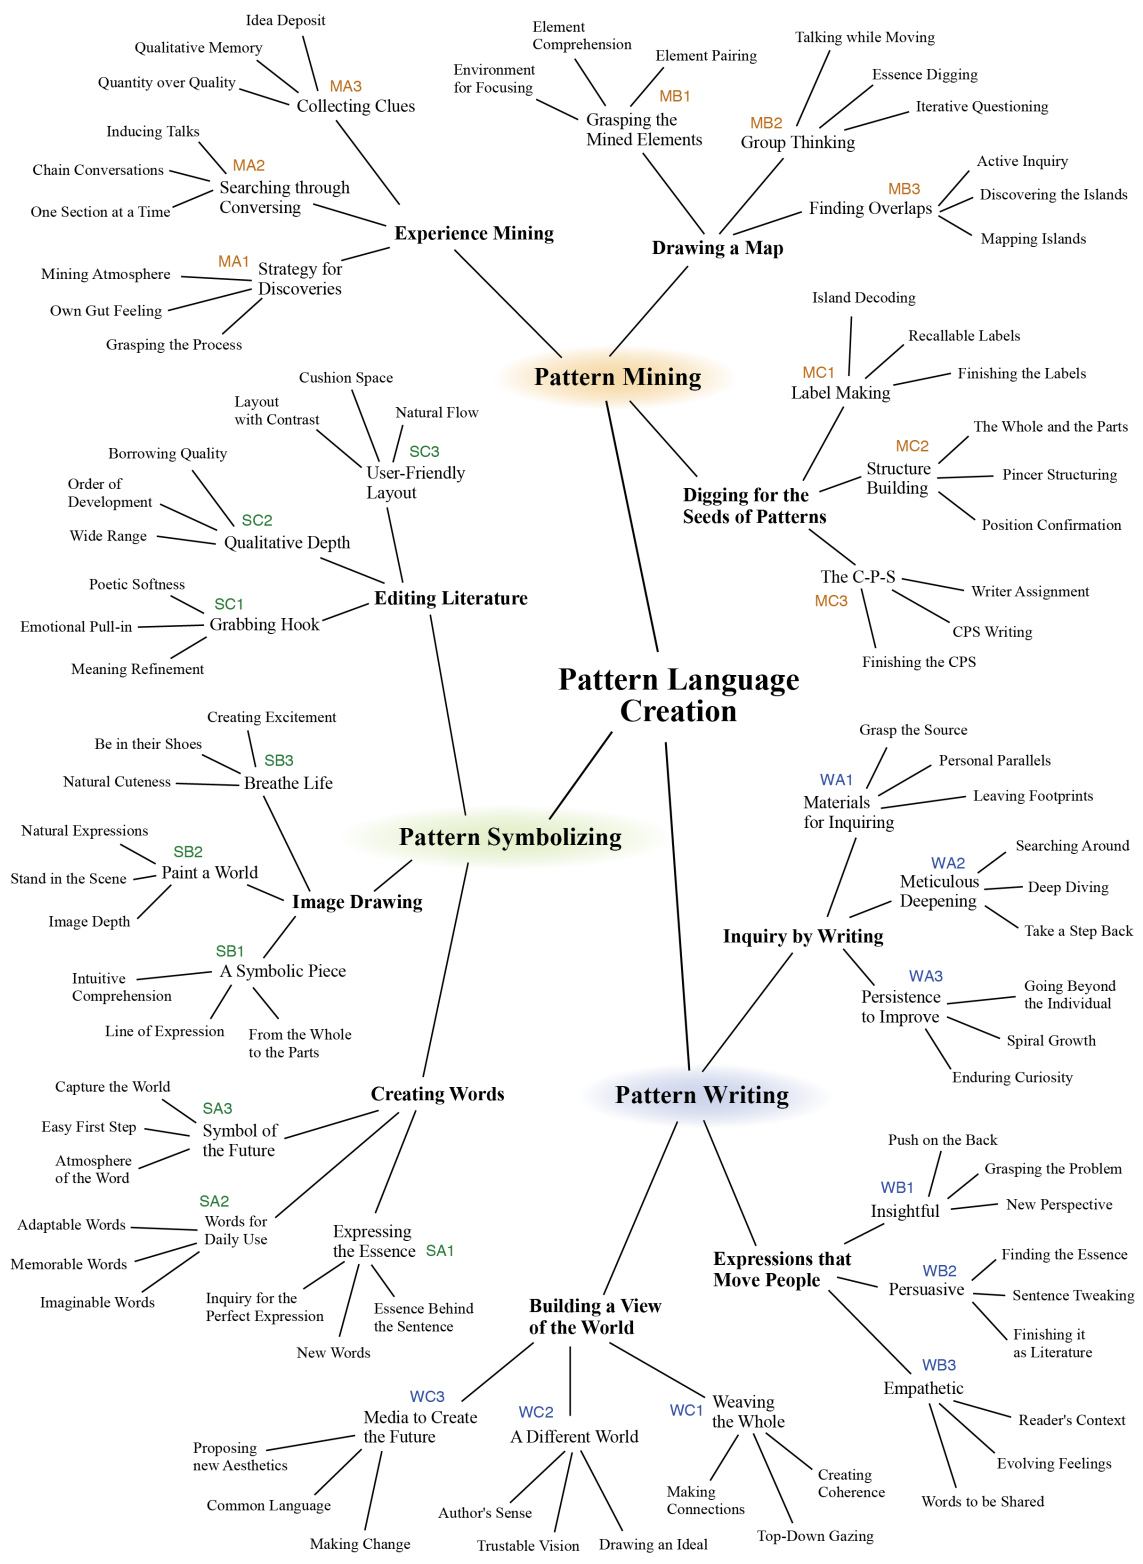 Pattern Language
Creation
Pattern Mining
Experience Mining
MA3
Collecting Clues
Idea Deposit
Qualitative Memory
Quantity over Quality
MA2
Searching through
Conversing
Inducing Talks
Chain Conversations
One Section at a Time
MA1
Strategy for
Discoveries
Mining Atmosphere
Own Gut Feeling
Grasping the Process
Drawing a Map
MB1
Grasping the
Mined Elements
Environment
for Focusing
Element
Comprehension
Element Pairing
MB2
Group Thinking
Talking while Moving
Essence Digging
Iterative Questioning
MB3
Finding Overlaps
Active Inquiry
Discovering the Islands
Mapping Islands
Digging for the
Seeds of Patterns
MC1
Label Making
Island Decoding
Recallable Labels
Finishing the Labels
MC2
Structure
Building
The Whole and the Parts
Pincer Structuring
Position Confirmation
The C-P-S
MC3
Writer Assignment
CPS Writing
Finishing the CPS
Pattern Symbolizing
Editing Literature
SC3
User-Friendly
Layout
Cushion Space
Layout
with Contrast
Natural Flow
SC2
Qualitative Depth
Borrowing Quality
Order of
Development
Wide Range
SC1
Grabbing Hook
Poetic Softness
Emotional Pull-in
Meaning Refinement
Image Drawing
SB3
Breathe Life
Creating Excitement
Be in their Shoes
Natural Cuteness
SB2
Paint a World
Natural Expressions
Stand in the Scene
Image Depth
SB1
A Symbolic Piece
Intuitive
Comprehension
Line of Expression
From the Whole
to the Parts
Creating Words
SA3
Symbol of
the Future
Capture the World
Easy First Step
Atmosphere
of the Word
SA2
Words for
Daily Use
Adaptable Words
Memorable Words
Imaginable Words
Expressing
the Essence
SA1
Inquiry for the
Perfect Expression
New Words
Essence Behind
the Sentence
Pattern Writing
Inquiry by Writing
WA1
Materials
for Inquiring
Grasp the Source
Personal Parallels
Leaving Footprints
WA2
Meticulous
Deepening
Searching Around
Deep Diving
Take a Step Back
WA3
Persistence
to Improve
Going Beyond
the Individual
Spiral Growth
Enduring Curiosity
Expressions that
Move People
WB1
Insightful
Push on the Back
Grasping the Problem
New Perspective
WB2
Persuasive
Finding the Essence
Sentence Tweaking
Finishing it
as Literature
WB3
Empathetic
Reader's Context
Evolving Feelings
Words to be Shared
Building a View
of the World
WC3
Media to Create
the Future
Proposing
new Aesthetics
Common Language
Making Change
WC2
A Different World
Author's Sense
Trustable Vision
Drawing an Ideal
WC1
Weaving
the Whole
Making
Connections
Top-Down Gazing
Creating
Coherence